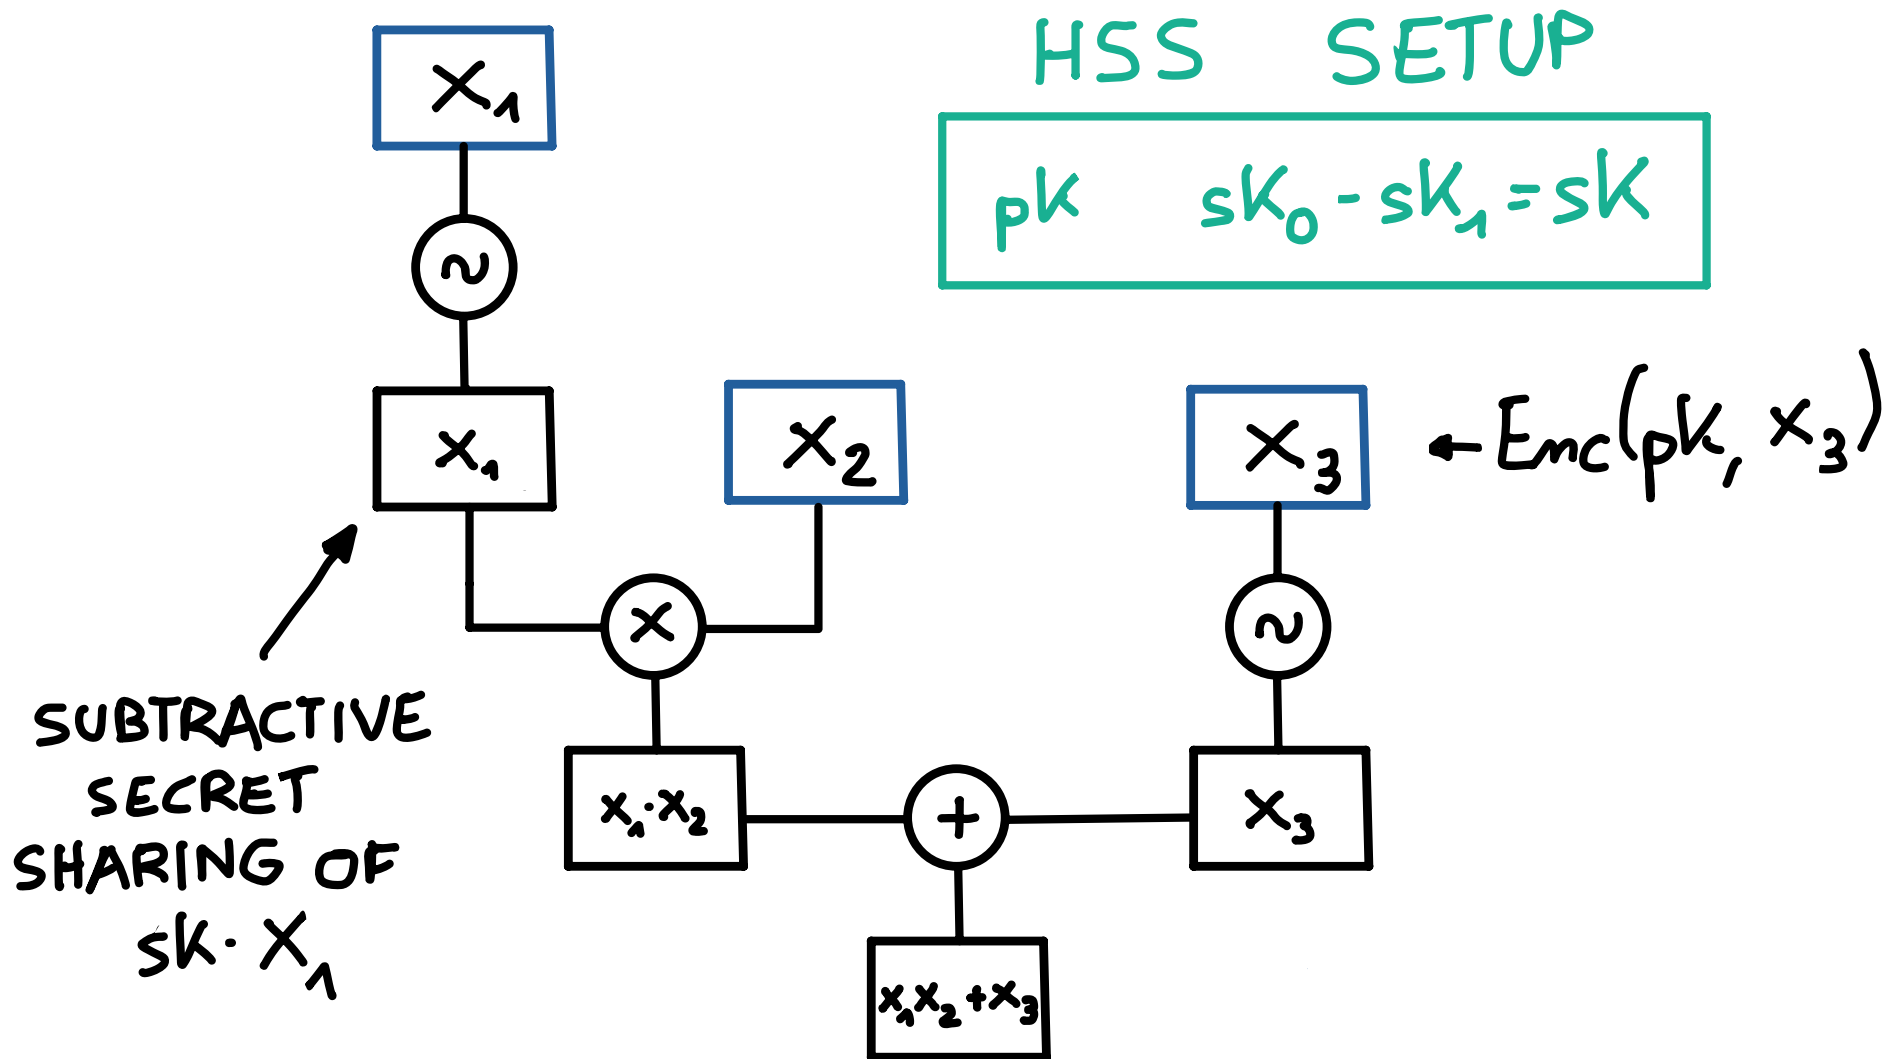 HSS SETUP
pK sK₀ - sK₁ = sK
X₁
~
x₁
X₂
X₃
← Enc(pK, X₃)
×
~
SUBTRACTIVE
SECRET
SHARING OF
sK · X₁
x₁·x₂
+
x₃
x₁x₂+x₃